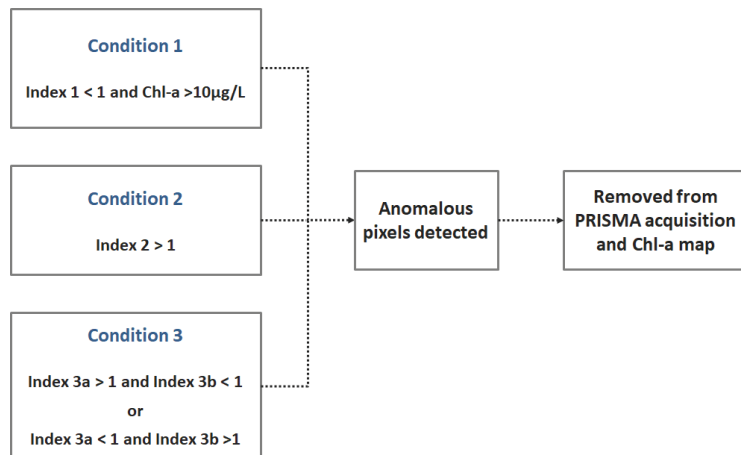 Condition 1
Index 1 < 1 and Chl-a >10µg/L
Condition 2
Index 2 > 1
Condition 3
Index 3a > 1 and Index 3b < 1
or
Index 3a < 1 and Index 3b >1
Anomalous
pixels detected
Removed from
PRISMA acquisition
and Chl-a map